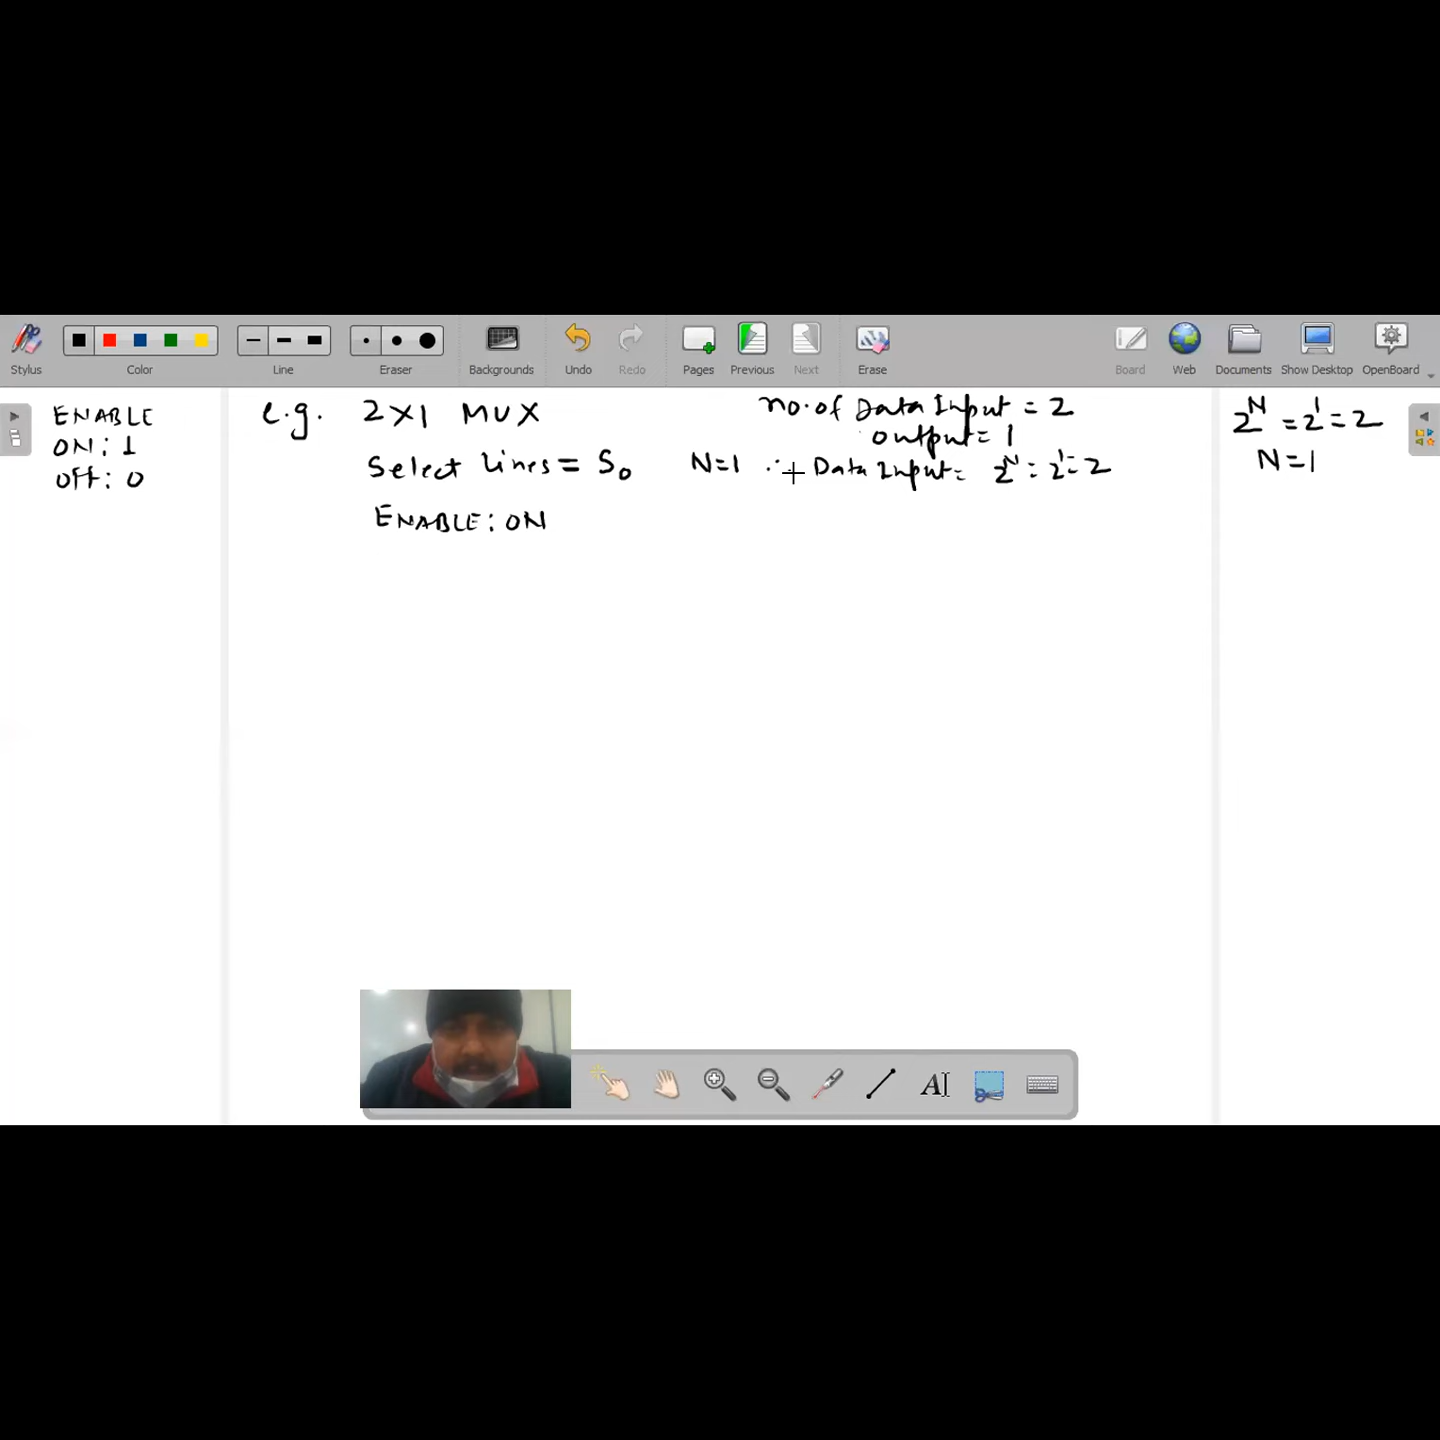 Stylus Color Line Eraser Backgrounds Undo Redo Pages Previous Next Erase Board Web Documents Show Desktop OpenBoard
ENABLE
ON: 1
OFF: 0
e.g. 2X1 MUX
no. of Data Input = 2
output = 1
Select lines = S₀ N=1 ∴ Data Input = 2^N = 2^1 = 2
ENABLE: ON
2^N = 2^1 = 2
N=1
AI